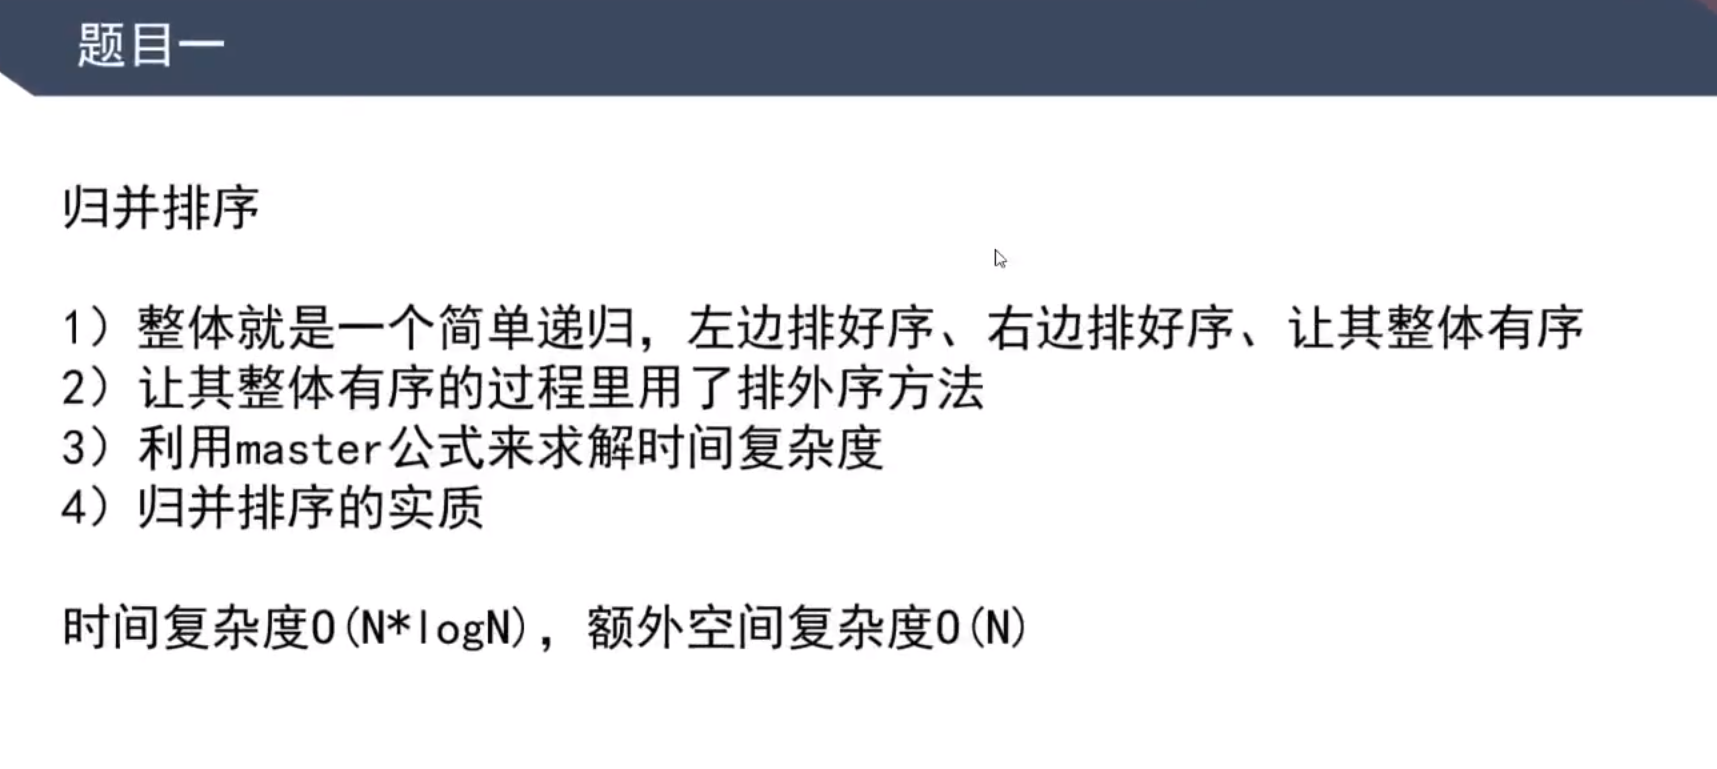 题目一
归并排序
1）整体就是一个简单递归，左边排好序、右边排好序、让其整体有序
2）让其整体有序的过程里用了排外序方法
3）利用master公式来求解时间复杂度
4）归并排序的实质
时间复杂度O(N*logN)，额外空间复杂度O(N)